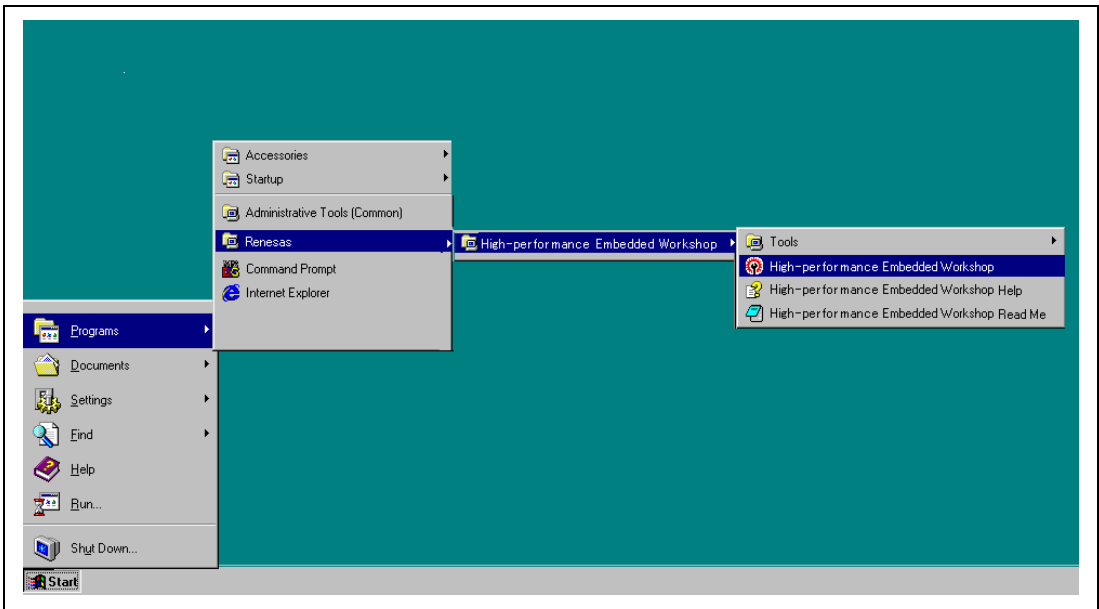 Accessories
Startup
Administrative Tools (Common)
Renesas
Command Prompt
Internet Explorer
High-performance Embedded Workshop
Tools
High-performance Embedded Workshop
High-performance Embedded Workshop Help
High-performance Embedded Workshop Read Me
Programs
Documents
Settings
Find
Help
Run...
Shut Down...
Start